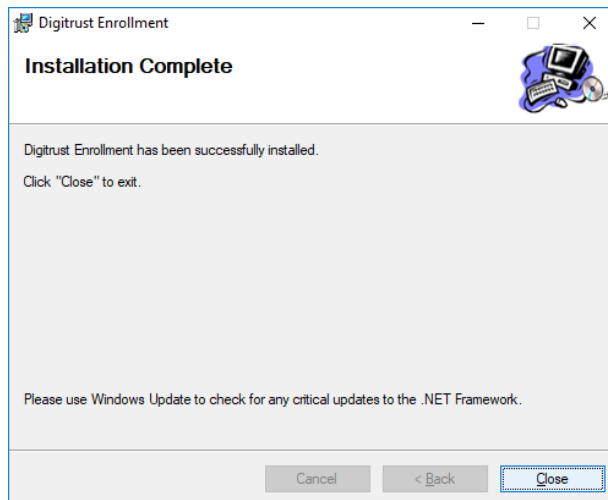 Digitrust Enrollment
Installation Complete
Digitrust Enrollment has been successfully installed.
Click "Close" to exit.
Please use Windows Update to check for any critical updates to the .NET Framework.
Cancel
< Back
Close